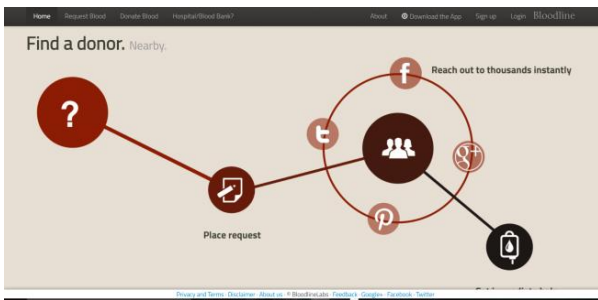 Home Request Blood Donate Blood Hospital/Blood Bank? About Download the App Sign up Login Bloodline
Find a donor. Nearby.
Reach out to thousands instantly
?
f
t
g+
P
Place request
Privacy and Terms · Disclaimer · About us · © BloodlineLabs · Feedback · Google+ · Facebook · Twitter